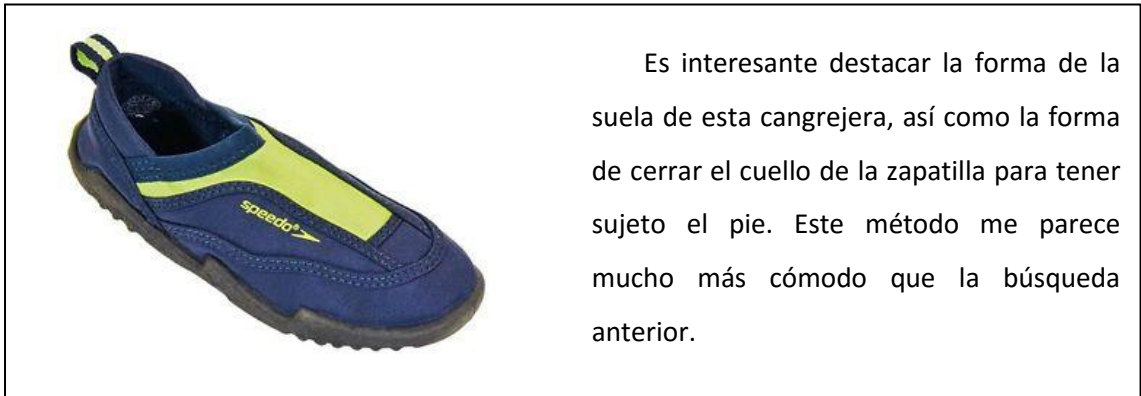 speedo®
Es interesante destacar la forma de la
suela de esta cangrejera, así como la forma
de cerrar el cuello de la zapatilla para tener
sujeto el pie. Este método me parece
mucho más cómodo que la búsqueda
anterior.